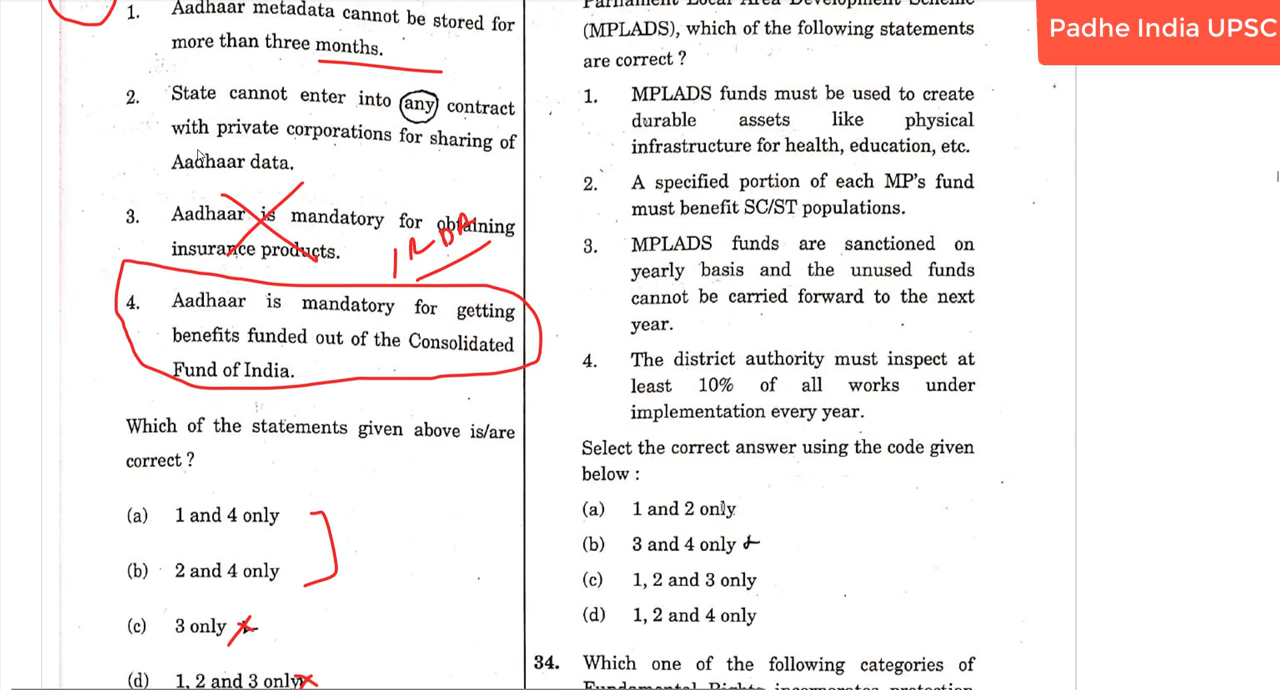 Padhe India UPSC
1. Aadhaar metadata cannot be stored for
more than three months.
2. State cannot enter into any contract
with private corporations for sharing of
Aadhaar data.
3. Aadhaar is mandatory for obtaining
insurance products.
IRDA
4. Aadhaar is mandatory for getting
benefits funded out of the Consolidated
Fund of India.
Which of the statements given above is/are
correct ?
(a) 1 and 4 only
(b) 2 and 4 only
(c) 3 only
(d) 1, 2 and 3 only
Parliament Local Area Development Scheme
(MPLADS), which of the following statements
are correct ?
1. MPLADS funds must be used to create
durable assets like physical
infrastructure for health, education, etc.
2. A specified portion of each MP's fund
must benefit SC/ST populations.
3. MPLADS funds are sanctioned on
yearly basis and the unused funds
cannot be carried forward to the next
year.
4. The district authority must inspect at
least 10% of all works under
implementation every year.
Select the correct answer using the code given
below :
(a) 1 and 2 only
(b) 3 and 4 only
(c) 1, 2 and 3 only
(d) 1, 2 and 4 only
34. Which one of the following categories of